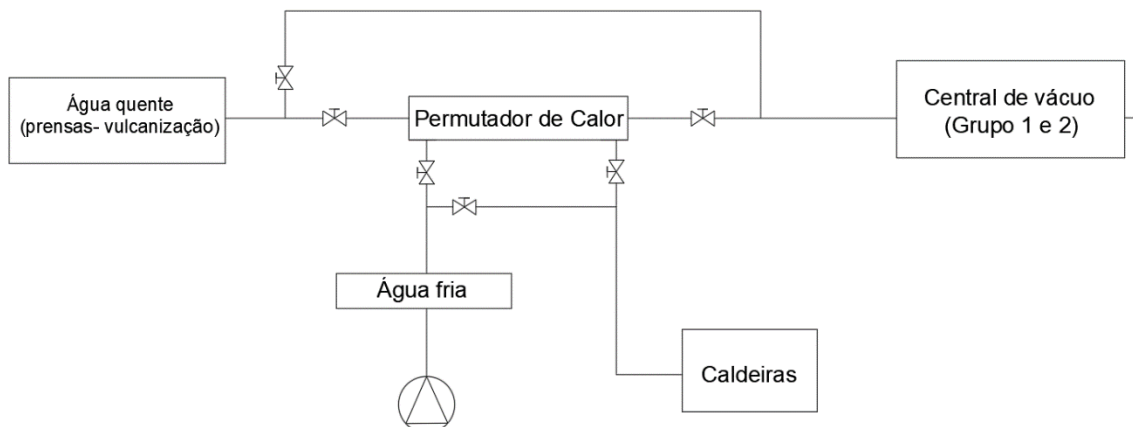 Água quente
(prensas- vulcanização)
Permutador de Calor
Central de vácuo
(Grupo 1 e 2)
Água fria
Caldeiras